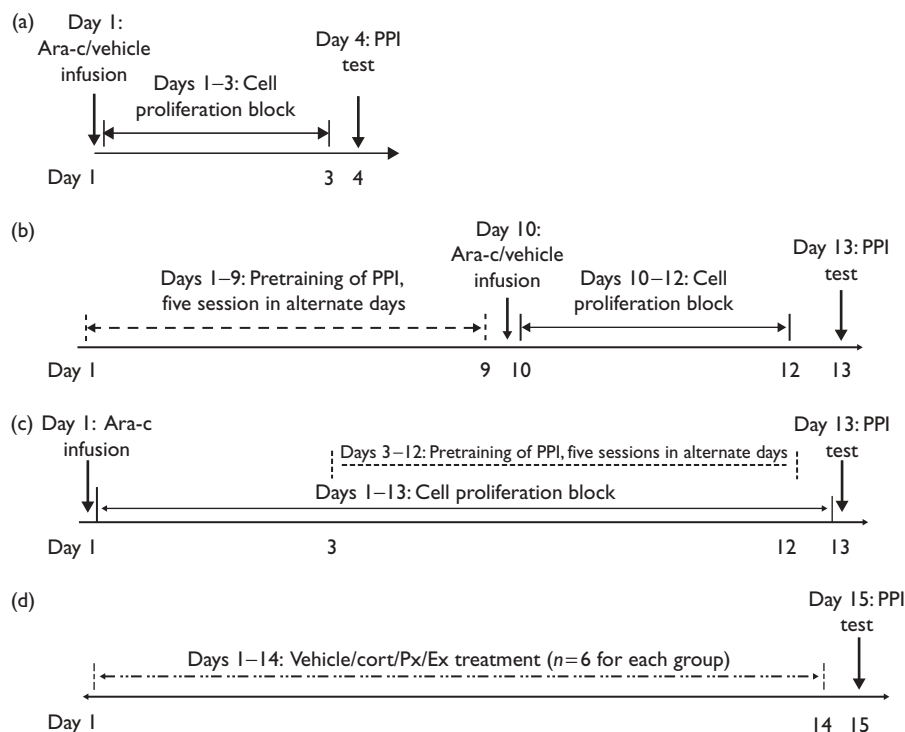 (a)
Day 1:
Ara-c/vehicle
infusion
Day 4: PPI
test
Days 1–3: Cell
proliferation block
Day 1
3
4
(b)
Day 10:
Ara-c/vehicle
infusion
Day 13: PPI
test
Days 1–9: Pretraining of PPI,
five session in alternate days
Days 10–12: Cell
proliferation block
Day 1
9
10
12
13
(c)
Day 1: Ara-c
infusion
Day 13: PPI
test
Days 3–12: Pretraining of PPI, five sessions in alternate days
Days 1–13: Cell proliferation block
Day 1
3
12
13
(d)
Day 15: PPI
test
Days 1–14: Vehicle/cort/Px/Ex treatment (n=6 for each group)
Day 1
14
15